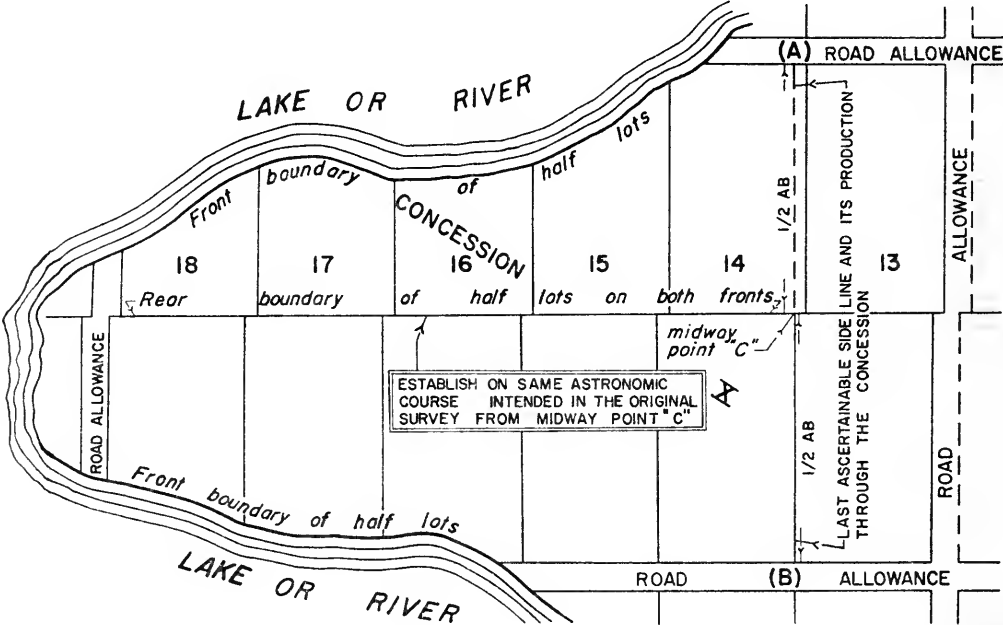 (A) ROAD ALLOWANCE
LAKE OR RIVER
Front boundary of half lots
CONCESSION
1/2 AB
18 17 16 15 14 13
Rear boundary of half lots on both fronts
midway
point "C"
ESTABLISH ON SAME ASTRONOMIC
COURSE INTENDED IN THE ORIGINAL
SURVEY FROM MIDWAY POINT "C"
LAST ASCERTAINABLE SIDE LINE AND ITS PRODUCTION
THROUGH THE CONCESSION
ALLOWANCE
ROAD
ROAD ALLOWANCE
1/2 AB
Front boundary of half lots
LAKE OR RIVER
ROAD (B) ALLOWANCE